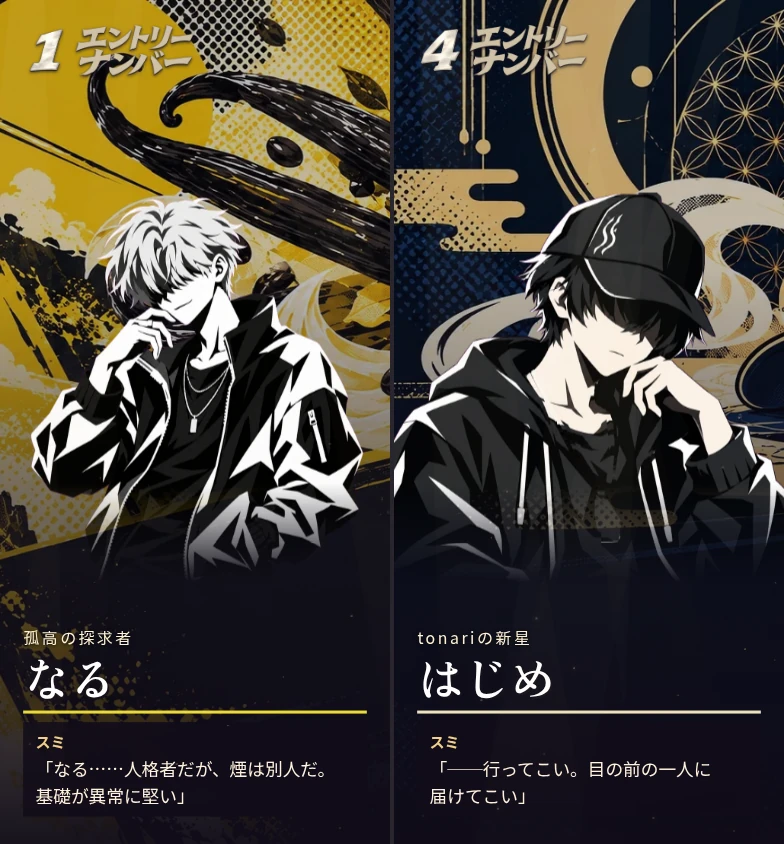 1 エントリー
ナンバー
孤高の探求者
なる
スミ
「なる……人格者だが、煙は別人だ。
基礎が異常に堅い」
4 エントリー
ナンバー
tonariの新星
はじめ
スミ
「──行ってこい。目の前の一人に
届けてこい」